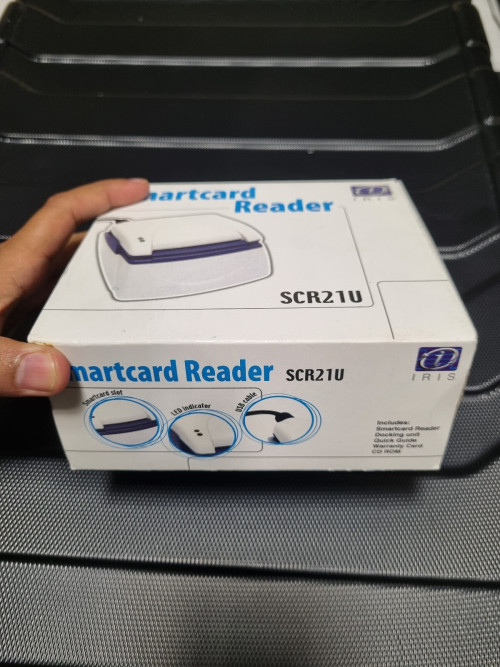 martcard
Reader
IRIS
SCR21U
martcard Reader SCR21U
IRIS
Smartcard slot
LED indicator
USB cable
Includes:
Smartcard Reader
Docking unit
Quick Guide
Warranty Card
CD ROM